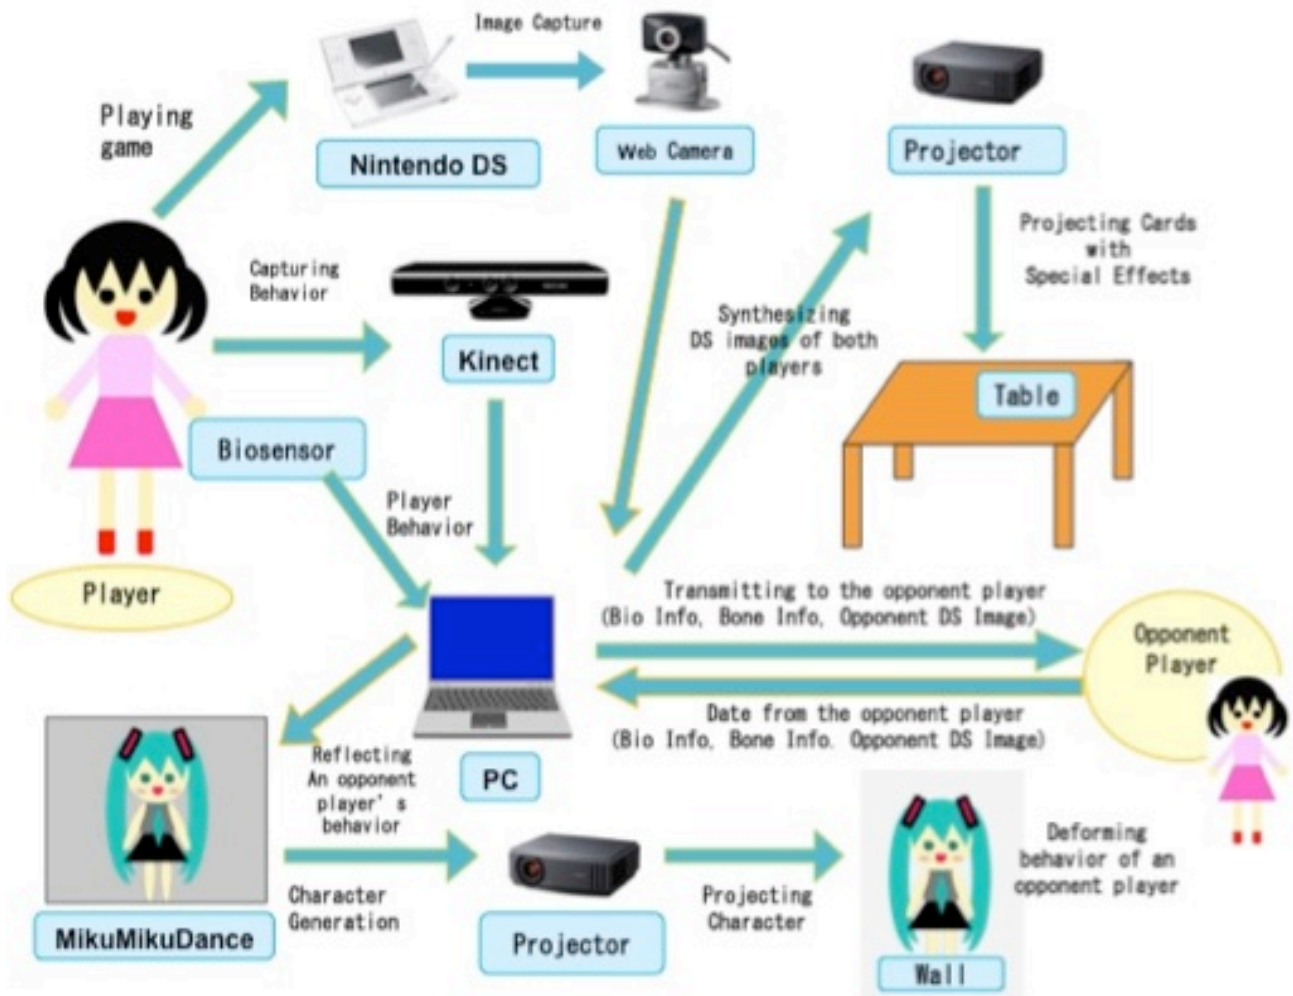 Image Capture
Playing
game
Nintendo DS
Web Camera
Projector
Capturing
Behavior
Projecting Cards
with
Special Effects
Kinect
Synthesizing
DS images of both
players
Table
Biosensor
Player
Behavior
Player
Transmitting to the opponent player
(Bio Info, Bone Info, Opponent DS Image)
Opponent
Player
Date from the opponent player
(Bio Info, Bone Info. Opponent DS Image)
PC
Reflecting
An opponent
player's
behavior
Deforming
behavior of an
opponent player
Character
Generation
Projecting
Character
MikuMikuDance
Projector
Wall